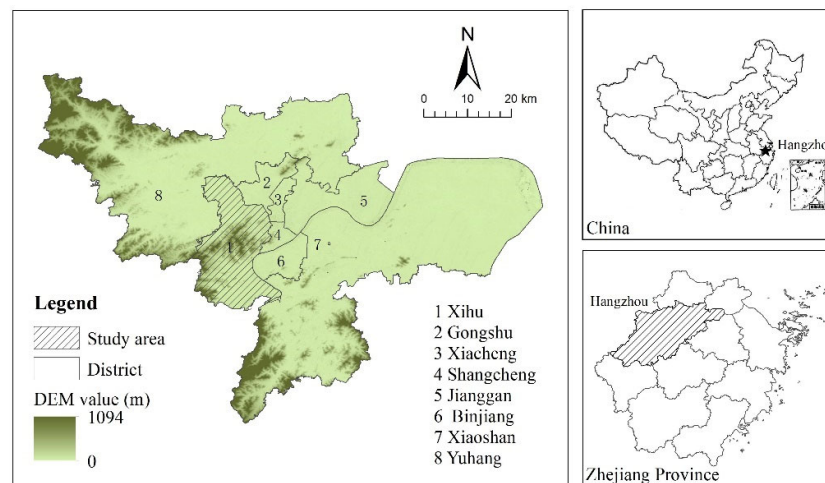 N
0 10 20 km
8
2
3
5
1
4
7
6
Legend
Study area
District
DEM value (m)
1094
0
1 Xihu
2 Gongshu
3 Xiacheng
4 Shangcheng
5 Jianggan
6 Binjiang
7 Xiaoshan
8 Yuhang
Hangzhou
China
Hangzhou
Zhejiang Province